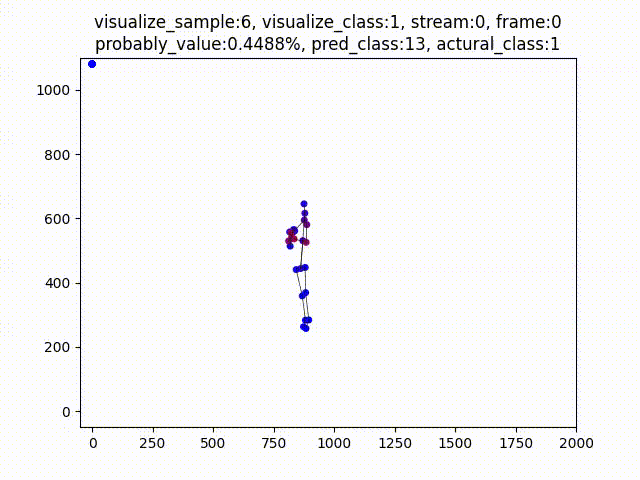 visualize_sample:6, visualize_class:1, stream:0, frame:0
probably_value:0.4488%, pred_class:13, actural_class:1
1000
800
600
400
200
0
0 250 500 750 1000 1250 1500 1750 2000